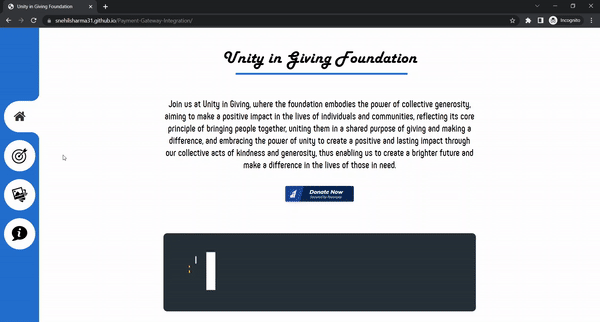 Unity in Giving Foundation
snehilsharma31.github.io/Payment-Gateway-Integration/
Incognito
Unity in Giving Foundation
Join us at Unity in Giving, where the foundation embodies the power of collective generosity,
aiming to make a positive impact in the lives of individuals and communities, reflecting its core
principle of bringing people together, uniting them in a shared purpose of giving and making a
difference, and embracing the power of unity to create a positive and lasting impact through
our collective acts of kindness and generosity, thus enabling us to create a brighter future and
make a difference in the lives of those in need.
Donate Now
Powered by Razorpay